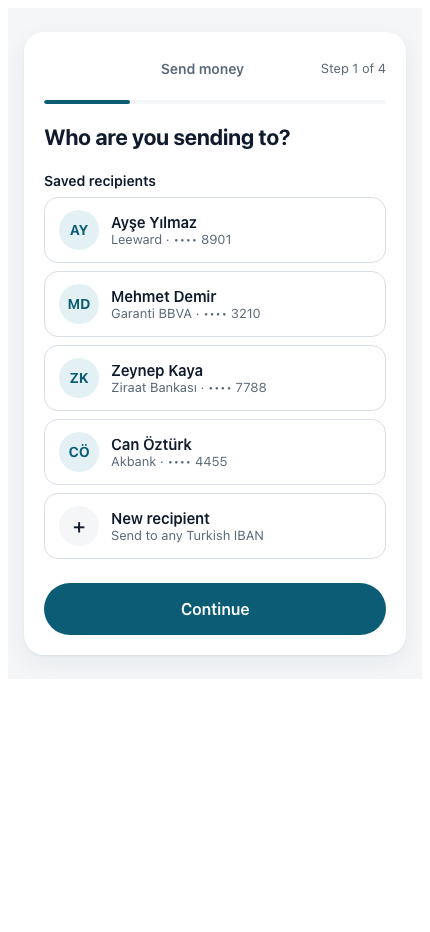 Send money
Step 1 of 4
Who are you sending to?
Saved recipients
AY
Ayşe Yılmaz
Leeward · •••• 8901
MD
Mehmet Demir
Garanti BBVA · •••• 3210
ZK
Zeynep Kaya
Ziraat Bankası · •••• 7788
CÖ
Can Öztürk
Akbank · •••• 4455
+
New recipient
Send to any Turkish IBAN
Continue